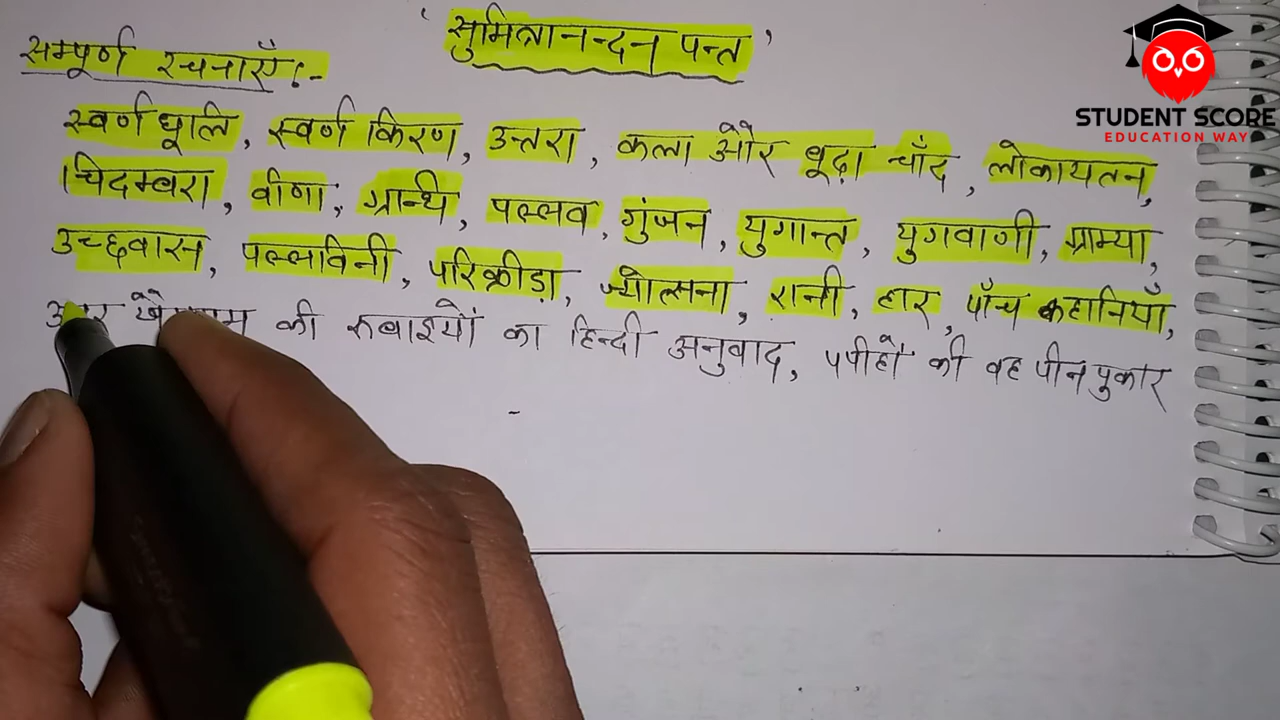 ' सुमित्रानन्दन पन्त '
सम्पूर्ण रचनाएँ:-
स्वर्णधूलि, स्वर्ण किरण, उत्तरा, कला और बूढ़ा चाँद, लोकायतन,
चिदम्बरा, वीणा, ग्रन्थि, पल्लव, गुंजन, युगान्त, युगवाणी, ग्राम्या,
उच्छवास, पल्लविनी, परिक्रीड़ा, ज्योत्सना, रानी, हार, पाँच कहानियाँ,
की रूबाइयों का हिन्दी अनुवाद, पपीहों की वह पीन पुकार
STUDENT SCORE
EDUCATION WAY